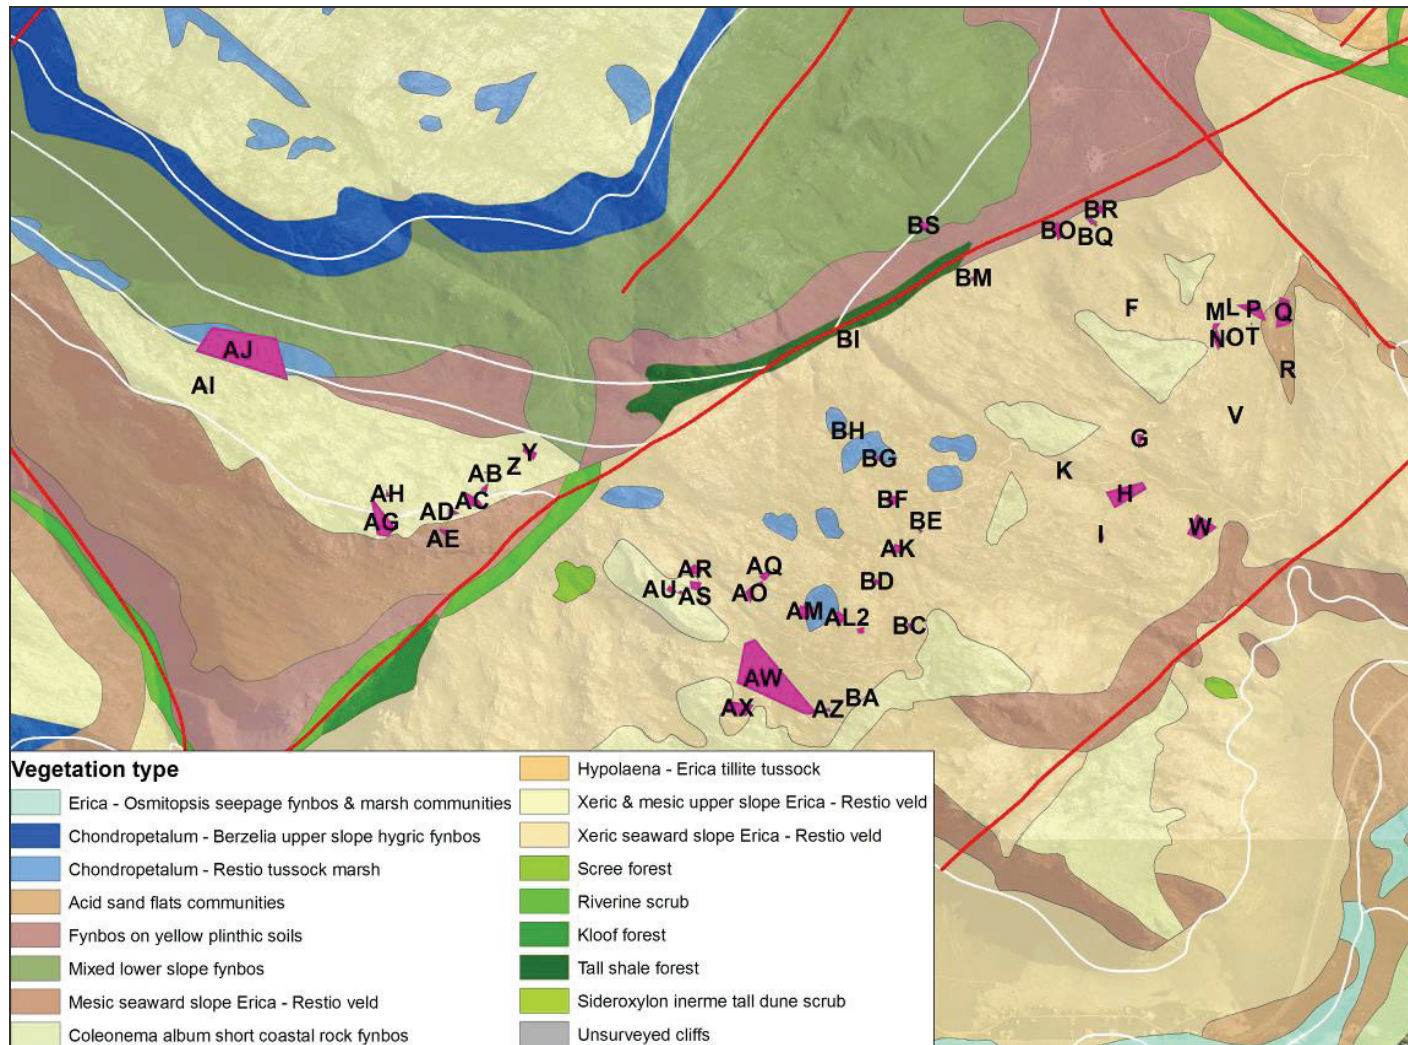 BR
BS
BO
BQ
BM
F
M
L
P
Q
BI
N
O
T
AJ
R
AI
V
BH
G
Y
BG
Z
K
AB
AH
AC
BF
H
AD
AG
BE
W
AE
I
AK
AQ
AR
BD
AU
AS
AO
AM
AL2
BC
AW
BA
AX
AZ
Vegetation type
Erica - Osmitopsis seepage fynbos & marsh communities
Chondropetalum - Berzelia upper slope hygric fynbos
Chondropetalum - Restio tussock marsh
Acid sand flats communities
Fynbos on yellow plinthic soils
Mixed lower slope fynbos
Mesic seaward slope Erica - Restio veld
Coleonema album short coastal rock fynbos
Hypolaena - Erica tillite tussock
Xeric & mesic upper slope Erica - Restio veld
Xeric seaward slope Erica - Restio veld
Scree forest
Riverine scrub
Kloof forest
Tall shale forest
Sideroxylon inerme tall dune scrub
Unsurveyed cliffs